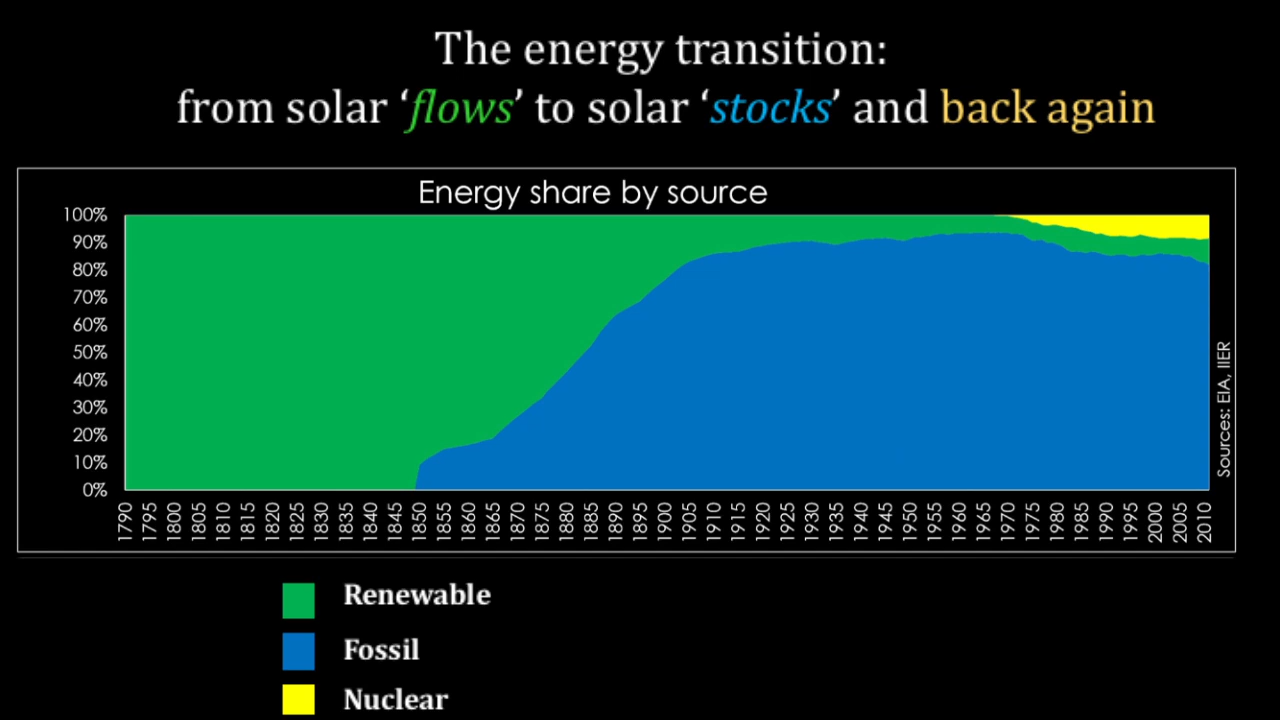 The energy transition:
from solar ‘flows’ to solar ‘stocks’ and back again
Energy share by source
100%
90%
80%
70%
60%
50%
40%
30%
20%
10%
0%
1790 1795 1800 1805 1810 1815 1820 1825 1830 1835 1840 1845 1850 1855 1860 1865 1870 1875 1880 1885 1890 1895 1900 1905 1910 1915 1920 1925 1930 1935 1940 1945 1950 1955 1960 1965 1970 1975 1980 1985 1990 1995 2000 2005 2010
Sources: EIA, IIER
Renewable
Fossil
Nuclear